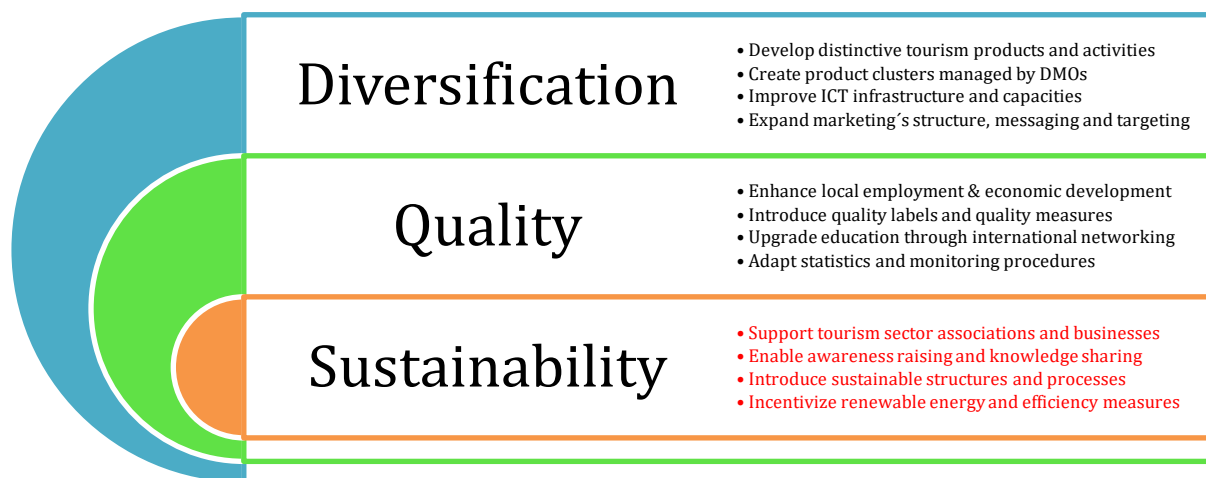 Diversification
• Develop distinctive tourism products and activities
• Create product clusters managed by DMOs
• Improve ICT infrastructure and capacities
• Expand marketing´s structure, messaging and targeting
Quality
• Enhance local employment & economic development
• Introduce quality labels and quality measures
• Upgrade education through international networking
• Adapt statistics and monitoring procedures
Sustainability
• Support tourism sector associations and businesses
• Enable awareness raising and knowledge sharing
• Introduce sustainable structures and processes
• Incentivize renewable energy and efficiency measures